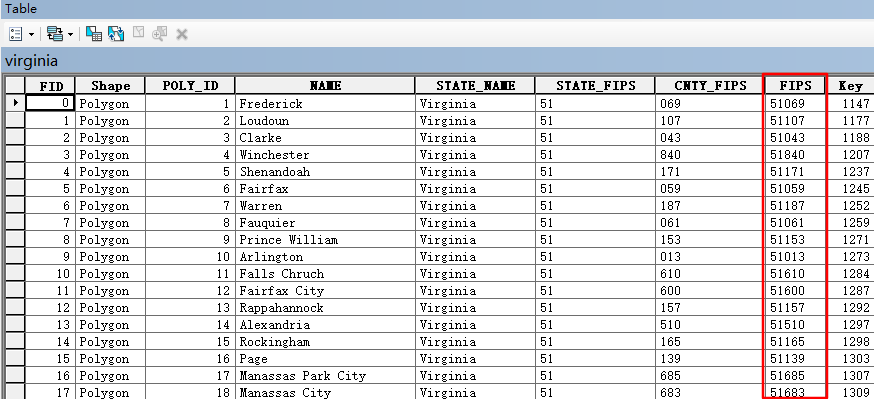 Table
virginia
FID Shape POLY_ID NAME STATE_NAME STATE_FIPS CNTY_FIPS FIPS Key
0 Polygon 1 Frederick Virginia 51 069 51069 1147
1 Polygon 2 Loudoun Virginia 51 107 51107 1177
2 Polygon 3 Clarke Virginia 51 043 51043 1188
3 Polygon 4 Winchester Virginia 51 840 51840 1207
4 Polygon 5 Shenandoah Virginia 51 171 51171 1237
5 Polygon 6 Fairfax Virginia 51 059 51059 1245
6 Polygon 7 Warren Virginia 51 187 51187 1252
7 Polygon 8 Fauquier Virginia 51 061 51061 1259
8 Polygon 9 Prince William Virginia 51 153 51153 1271
9 Polygon 10 Arlington Virginia 51 013 51013 1273
10 Polygon 11 Falls Chruch Virginia 51 610 51610 1284
11 Polygon 12 Fairfax City Virginia 51 600 51600 1287
12 Polygon 13 Rappahannock Virginia 51 157 51157 1292
13 Polygon 14 Alexandria Virginia 51 510 51510 1297
14 Polygon 15 Rockingham Virginia 51 165 51165 1298
15 Polygon 16 Page Virginia 51 139 51139 1303
16 Polygon 17 Manassas Park City Virginia 51 685 51685 1307
17 Polygon 18 Manassas City Virginia 51 683 51683 1309